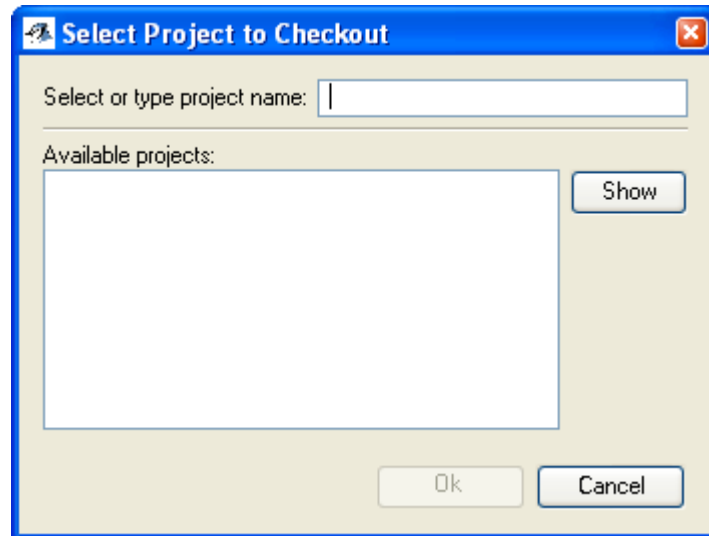 Select Project to Checkout
Select or type project name:
Available projects:
Show
Ok
Cancel